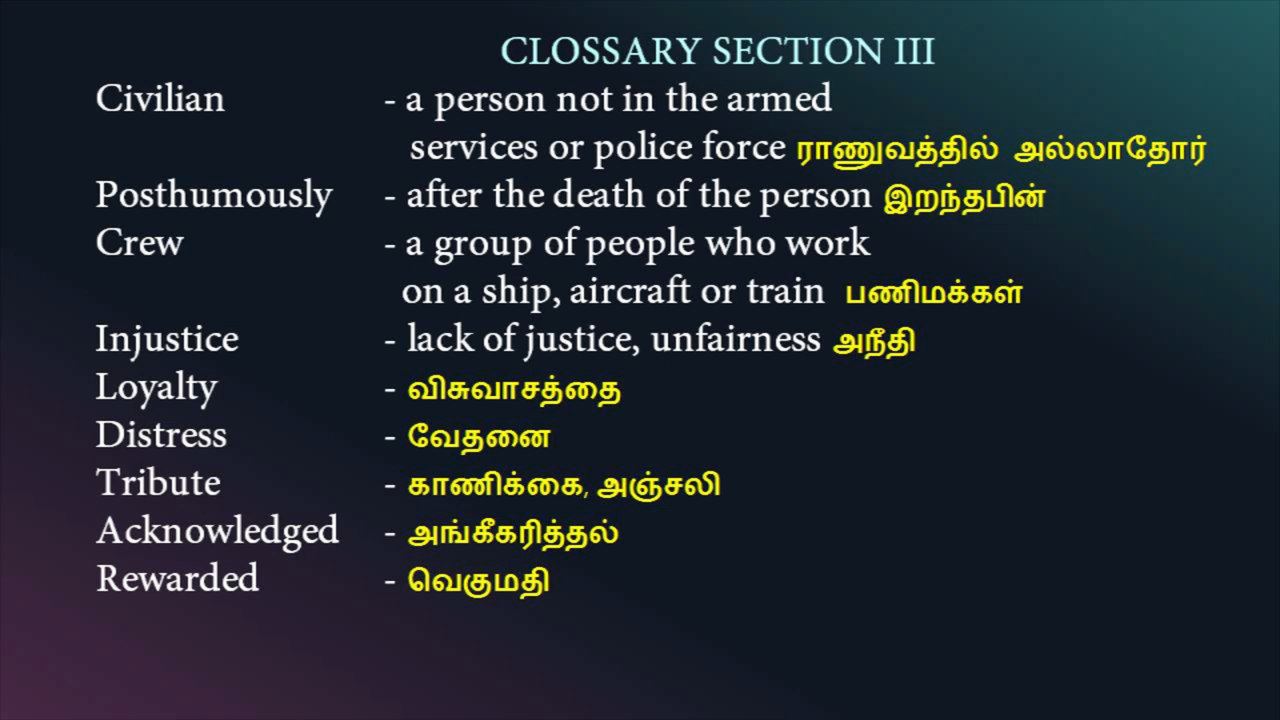 CLOSSARY SECTION III
Civilian - a person not in the armed
services or police force ராணுவத்தில் அல்லாதோர்
Posthumously - after the death of the person இறந்தபின்
Crew - a group of people who work
on a ship, aircraft or train பணிமக்கள்
Injustice - lack of justice, unfairness அநீதி
Loyalty - விசுவாசத்தை
Distress - வேதனை
Tribute - காணிக்கை, அஞ்சலி
Acknowledged - அங்கீகரித்தல்
Rewarded - வெகுமதி